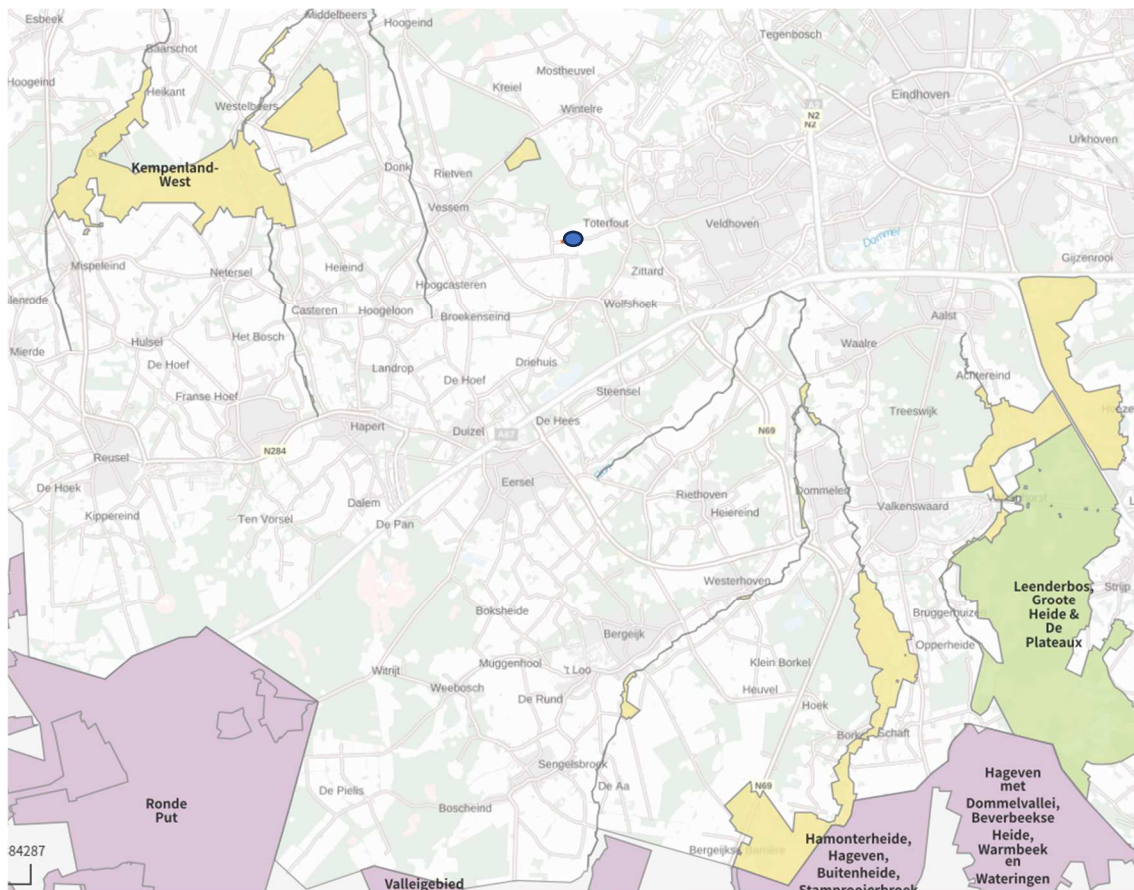 Esbeek
Middelbeers
Hoogeind
Baarschot
Tegenbosch
Hoogeind
Heikant
Mostheuvel
Kreiel
Eindhoven
Westelbeers
Wintelre
A2
N2
N2
Urkhoven
Kempenland-
West
Donk
Rietven
Vessem
Toterfout
Veldhoven
Dommel
Gijzenrooi
Mispeleind
Netersel
Heieind
Zittard
Hoogcasteren
Casteren
Hoogeloon
Broekenseind
Wolfshoek
Aalst
Mierde
Hulsel
Het Bosch
Waalre
De Hoef
Landrop
Driehuis
De Hoef
Steensel
Achtereind
Franse Hoef
Treeswijk
Hapert
Duizel
De Hees
A67
N69
N284
Reusel
De Hoek
Eersel
Riethoven
Dommelen
Dalem
Heiereind
Valkenswaard
Kippereind
Ten Vorsel
De Pan
Westerhoven
Leenderbos,
Groote
Heide &
De
Plateaux
Strijp
Boksheide
Bergeijk
Opperheide
Muggenhool
't Loo
Klein Borkel
Witrijt
Weebosch
De Rund
Heuvel
Hoek
Schaft
Sengelsbroek
De Pielis
De Aa
N69
Boscheind
Ronde
Put
Hageven
met
Dommelvallei,
Beverbeekse
Heide,
Warmbeek
en
Wateringen
Hamonterheide,
Hageven,
Buitenheide,
Stamprooierbroek
84287
Valleigebied